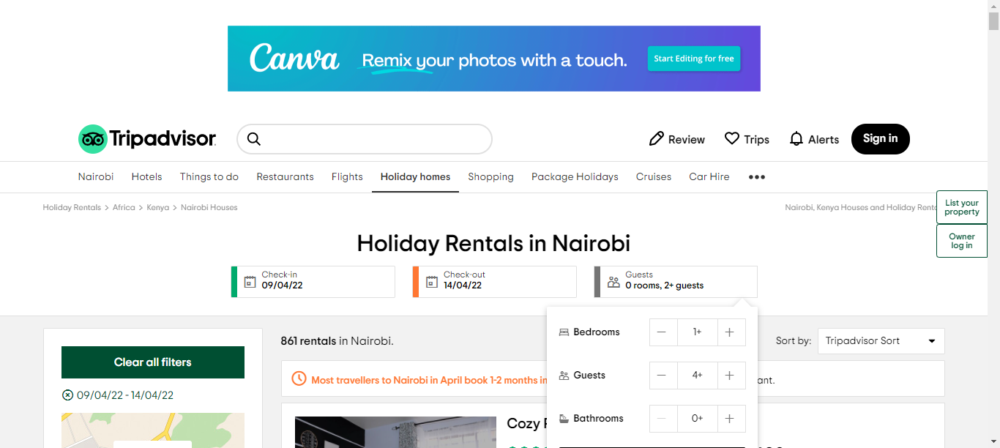 Canva Remix your photos with a touch. Start Editing for free
Tripadvisor Review Trips Alerts Sign in
Nairobi Hotels Things to do Restaurants Flights Holiday homes Shopping Package Holidays Cruises Car Hire •••
Holiday Rentals > Africa > Kenya > Nairobi Houses
Nairobi, Kenya Houses and Holiday
List your
property
Owner
log in
Holiday Rentals in Nairobi
Check-in
09/04/22
Check-out
14/04/22
Guests
0 rooms, 2+ guests
Clear all filters
09/04/22 - 14/04/22
861 rentals in Nairobi.
Sort by: Tripadvisor Sort
Most travellers to Nairobi in April book 1-2 months in
Cozy
Bedrooms — 1+ +
Guests — 4+ +
Bathrooms — 0+ +